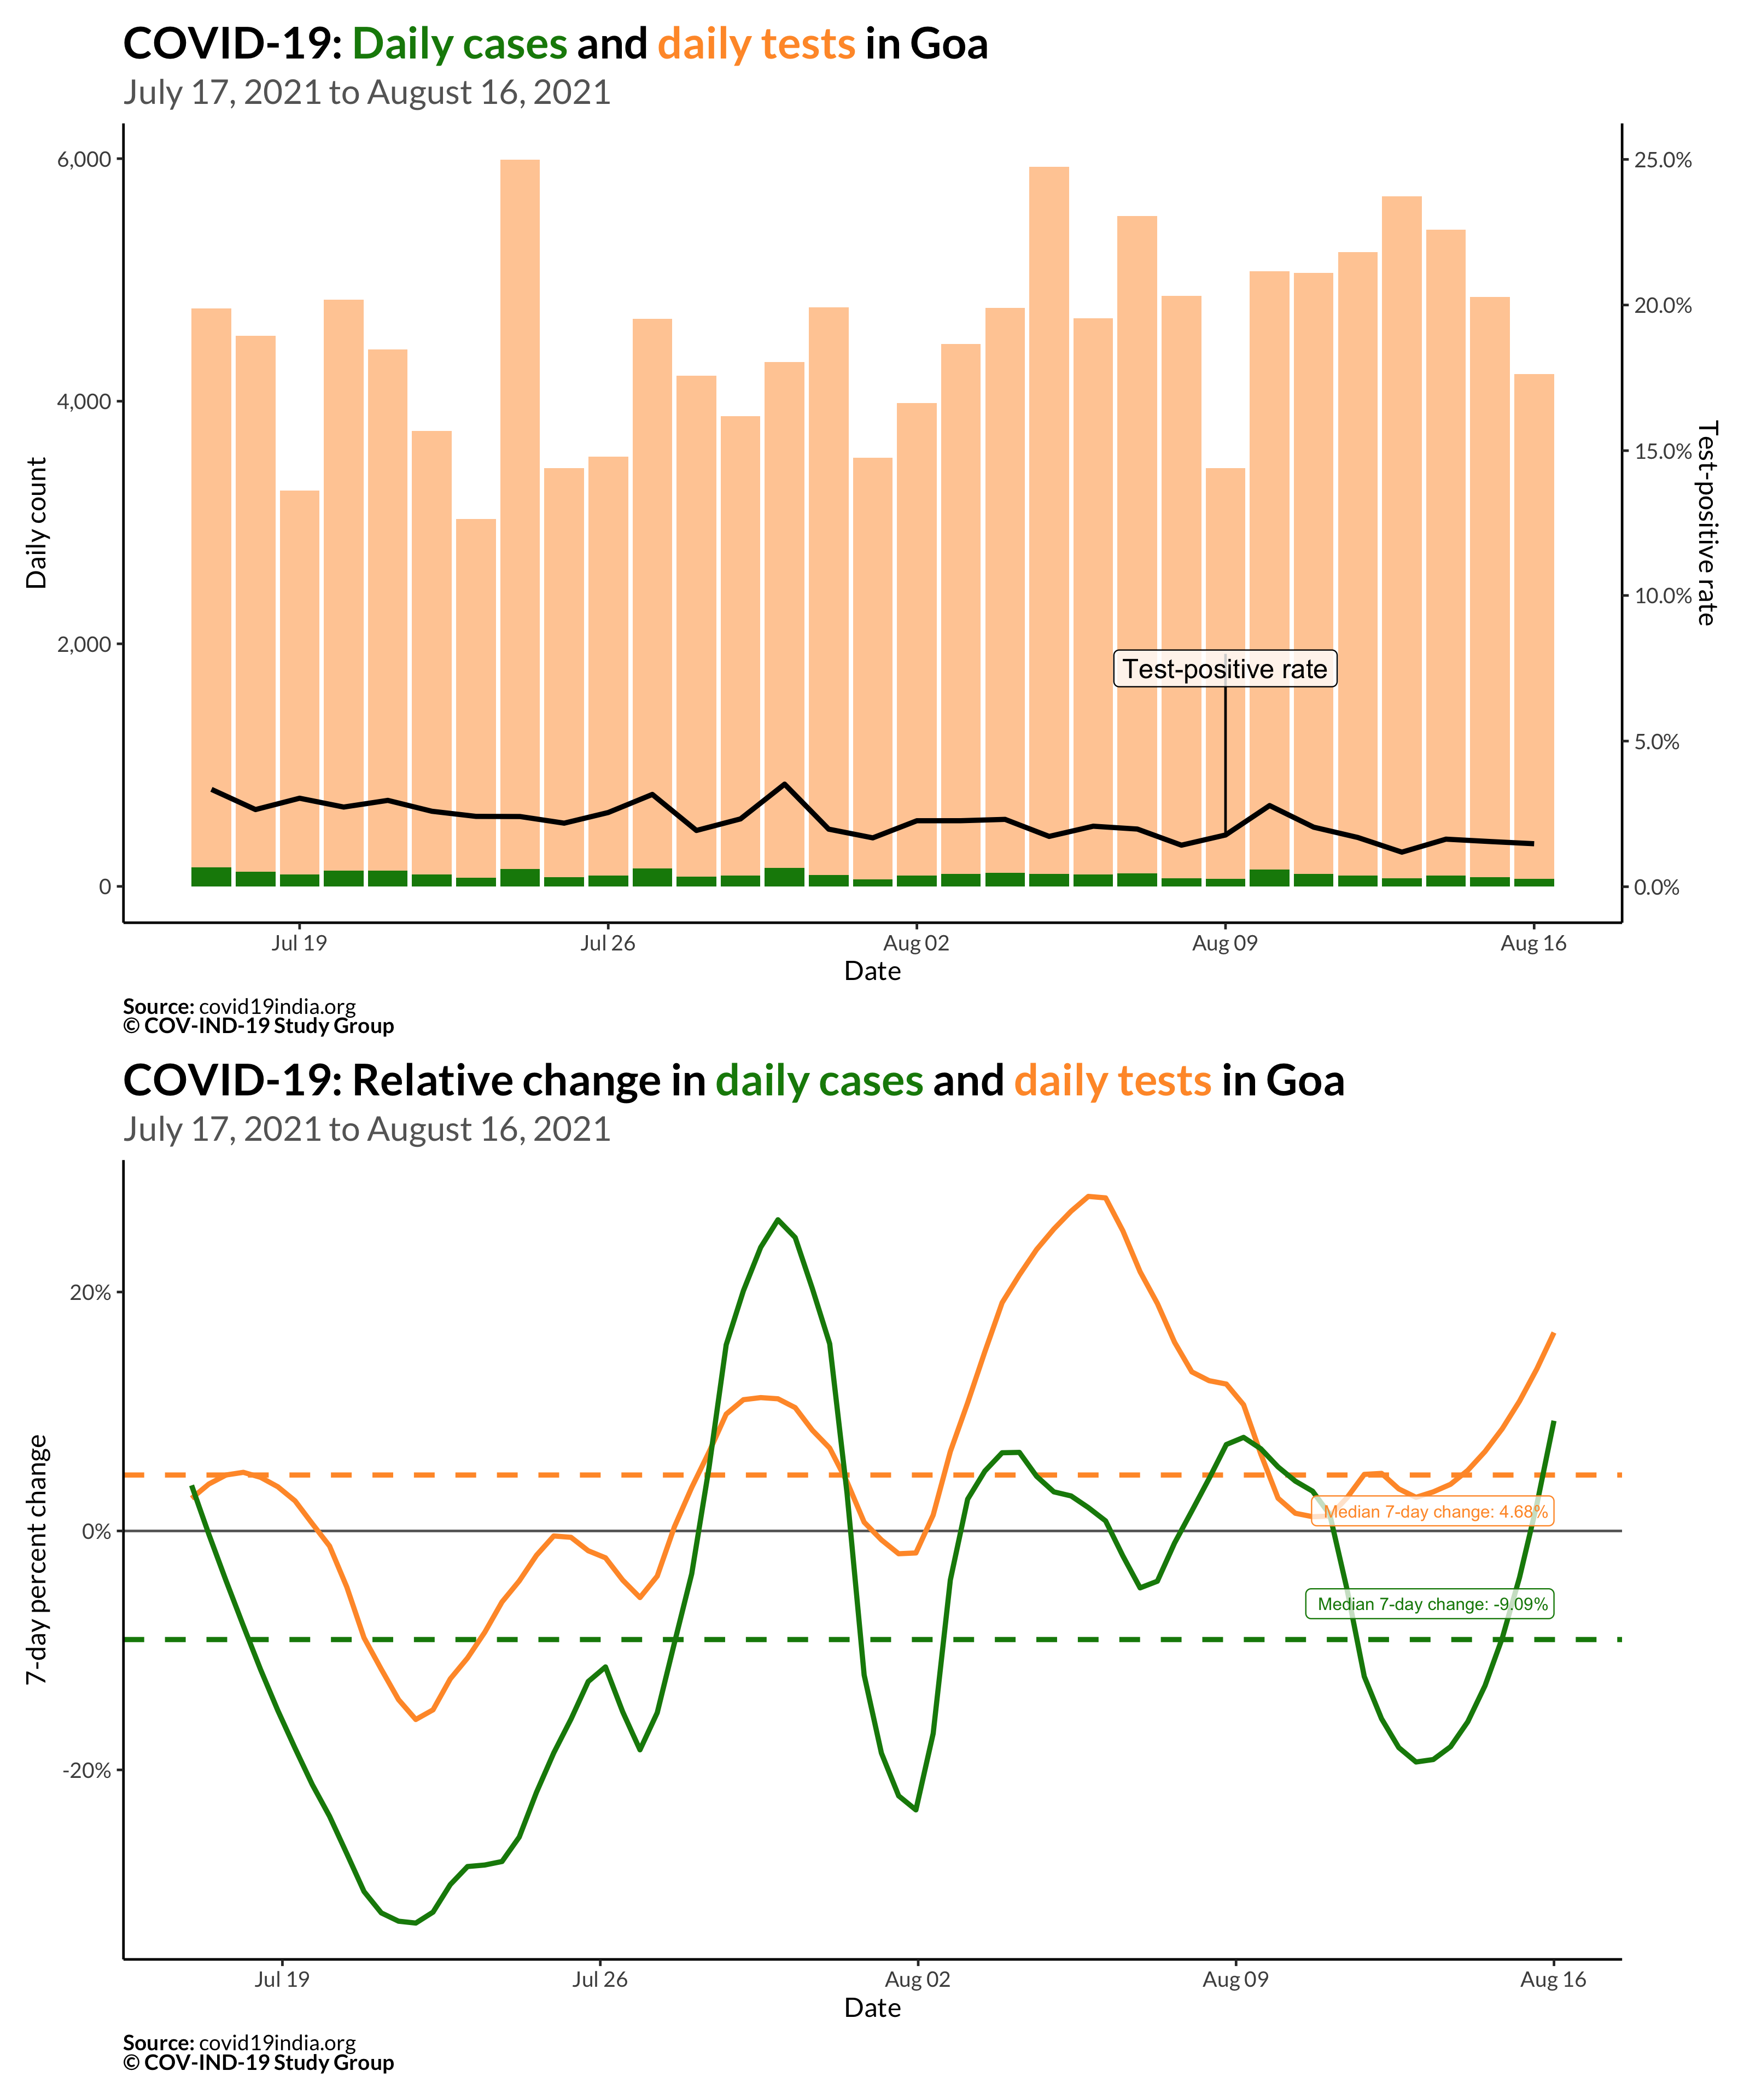 COVID-19: Daily cases and daily tests in Goa
July 17, 2021 to August 16, 2021
6,000
4,000
2,000
0
Daily count
25.0%
20.0%
15.0%
10.0%
5.0%
0.0%
Test-positive rate
Test-positive rate
Jul 19
Jul 26
Aug 02
Aug 09
Aug 16
Date
Source: covid19india.org
© COV-IND-19 Study Group
COVID-19: Relative change in daily cases and daily tests in Goa
July 17, 2021 to August 16, 2021
20%
0%
-20%
7-day percent change
Median 7-day change: 4.68%
Median 7-day change: -9.09%
Jul 19
Jul 26
Aug 02
Aug 09
Aug 16
Date
Source: covid19india.org
© COV-IND-19 Study Group